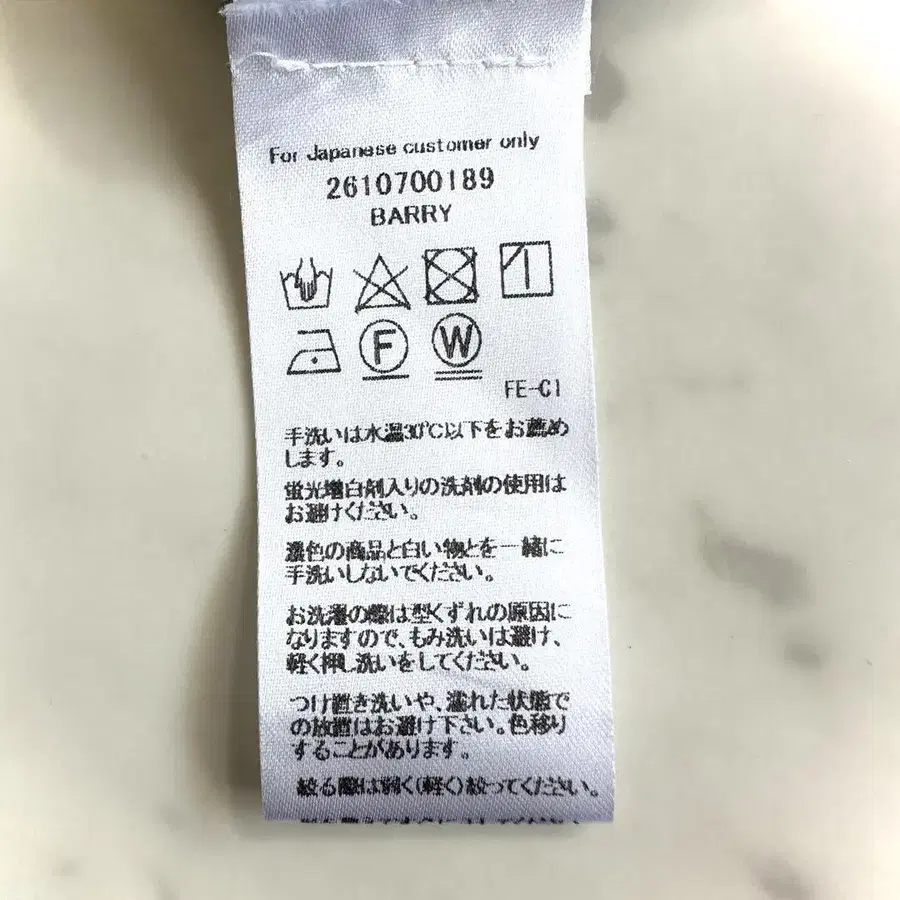 For Japanese customer only
2610700189
BARRY
F W
FE-CI
手洗いは水温30℃以下をお薦め
します。
蛍光増白剤入りの洗剤の使用は
お避けください。
濃色の商品と白い物とを一緒に
手洗いしないでください。
お洗濯の際は型くずれの原因に
なりますので、もみ洗いは避け、
軽く押し洗いをしてください。
つけ置き洗いや、濡れた状態で
の放置はお避け下さい。色移り
することがあります。
絞る際は弱く(軽く)絞ってください。